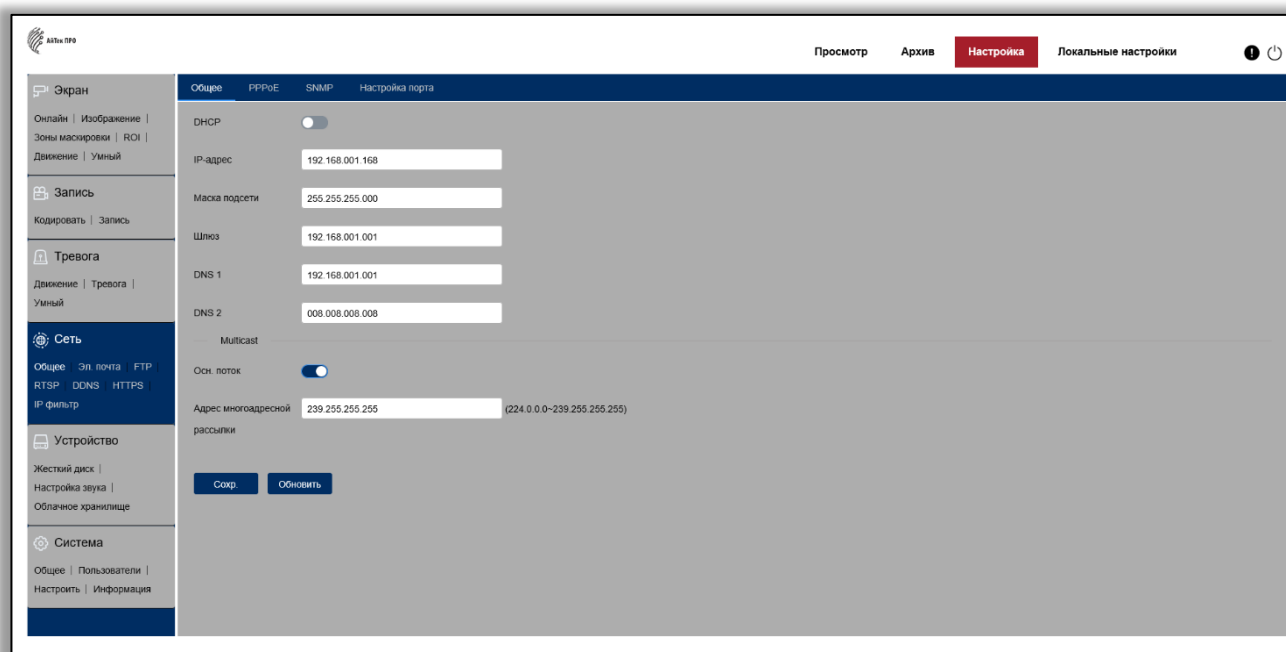 АйТек ПРО
Просмотр Архив Настройка Локальные настройки
Экран
Онлайн | Изображение |
Зоны маскировки | ROI |
Движение | Умный
Запись
Кодировать | Запись
Тревога
Движение | Тревога |
Умный
Сеть
Общее | Эл. почта | FTP |
RTSP | DDNS | HTTPS |
IP фильтр
Устройство
Жесткий диск |
Настройка звука |
Облачное хранилище
Система
Общее | Пользователи |
Настроить | Информация
Общее PPPoE SNMP Настройка порта
DHCP
IP-адрес 192.168.001.168
Маска подсети 255.255.255.000
Шлюз 192.168.001.001
DNS 1 192.168.001.001
DNS 2 008.008.008.008
Multicast
Осн. поток
Адрес многоадресной 239.255.255.255 (224.0.0.0~239.255.255.255)
рассылки
Сохр. Обновить